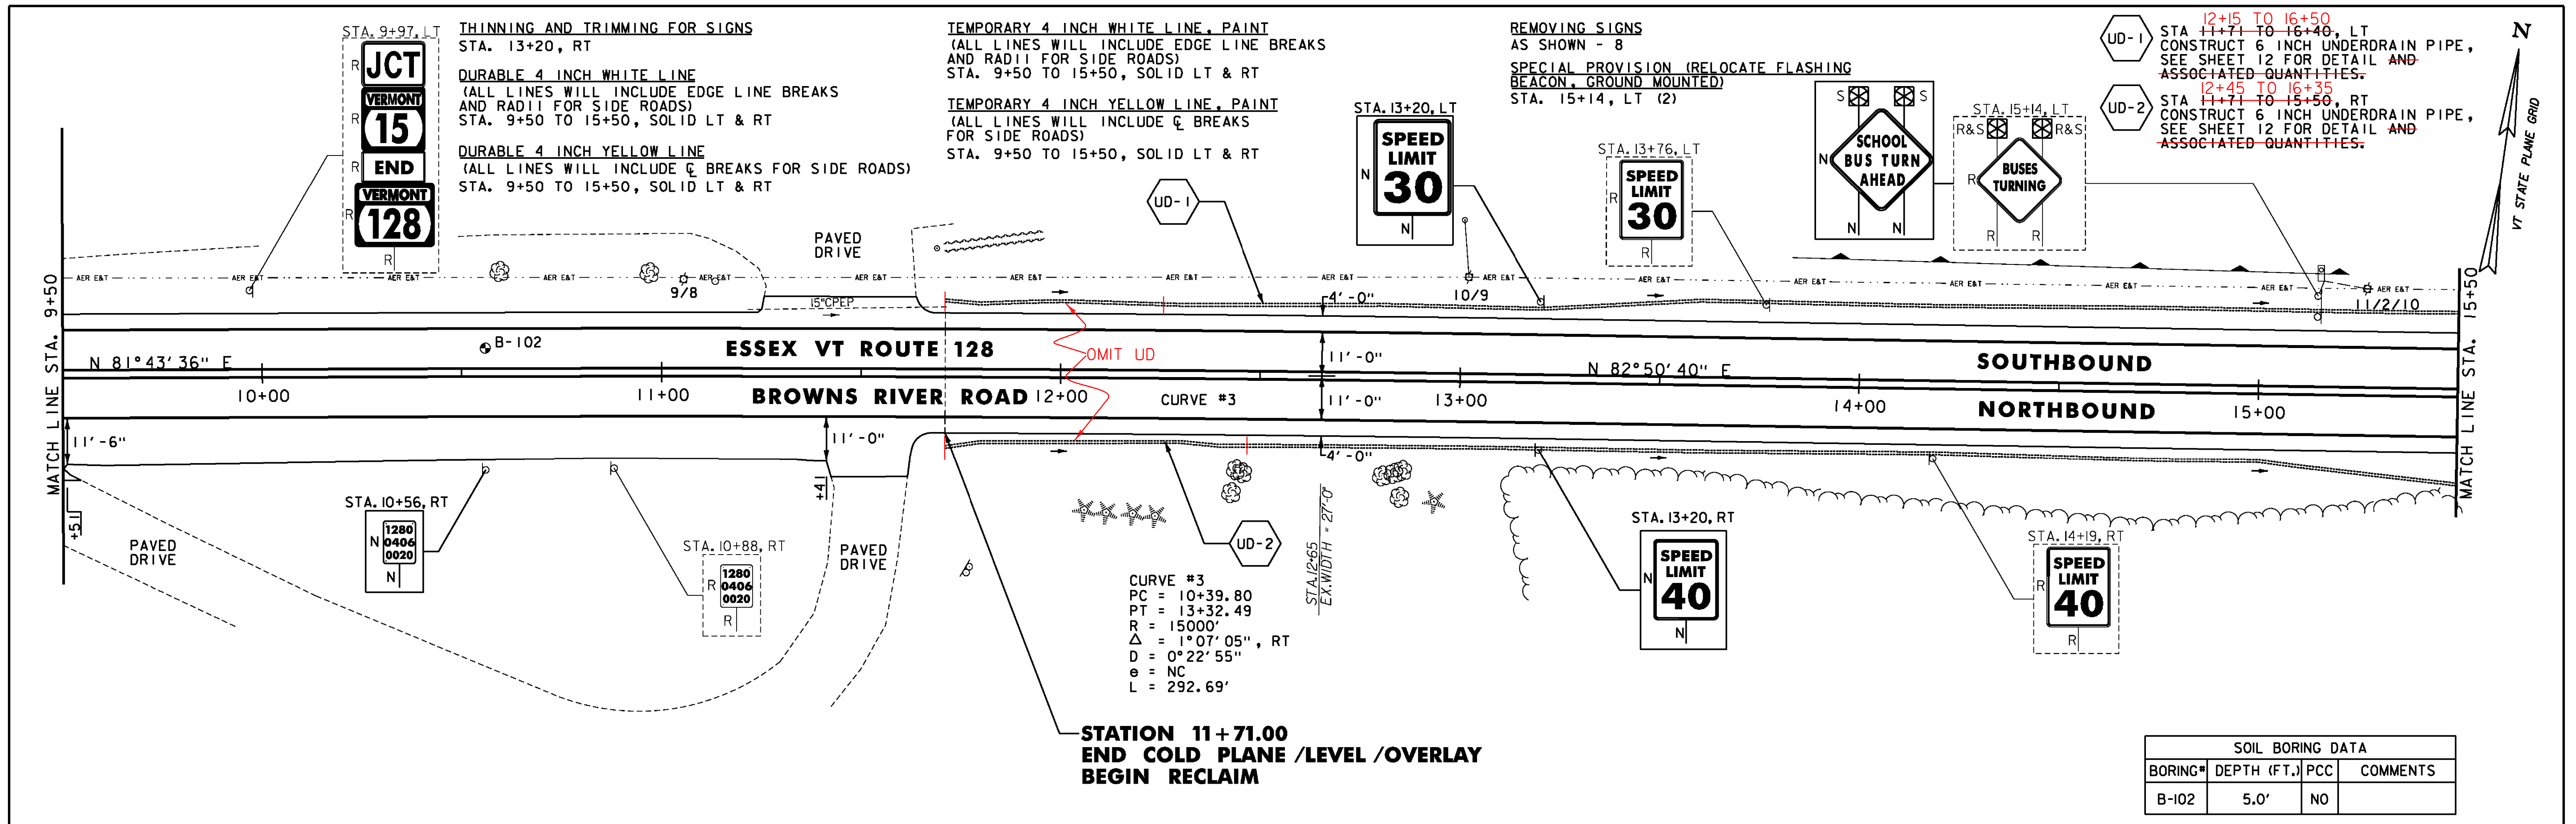 STA. 9+97, LT
R JCT
VERMONT
R 15
R END
VERMONT
R 128
R
THINNING AND TRIMMING FOR SIGNS
STA. 13+20, RT
DURABLE 4 INCH WHITE LINE
(ALL LINES WILL INCLUDE EDGE LINE BREAKS
AND RADII FOR SIDE ROADS)
STA. 9+50 TO 15+50, SOLID LT & RT
DURABLE 4 INCH YELLOW LINE
(ALL LINES WILL INCLUDE ℄ BREAKS FOR SIDE ROADS)
STA. 9+50 TO 15+50, SOLID LT & RT
TEMPORARY 4 INCH WHITE LINE, PAINT
(ALL LINES WILL INCLUDE EDGE LINE BREAKS
AND RADII FOR SIDE ROADS)
STA. 9+50 TO 15+50, SOLID LT & RT
TEMPORARY 4 INCH YELLOW LINE, PAINT
(ALL LINES WILL INCLUDE ℄ BREAKS
FOR SIDE ROADS)
STA. 9+50 TO 15+50, SOLID LT & RT
REMOVING SIGNS
AS SHOWN - 8
SPECIAL PROVISION (RELOCATE FLASHING
BEACON, GROUND MOUNTED)
STA. 15+14, LT (2)
UD-1
12+15 TO 16+50
STA 11+71 TO 16+40, LT
CONSTRUCT 6 INCH UNDERDRAIN PIPE,
SEE SHEET 12 FOR DETAIL AND
ASSOCIATED QUANTITIES.
UD-2
12+45 TO 16+35
STA 11+71 TO 15+50, RT
CONSTRUCT 6 INCH UNDERDRAIN PIPE,
SEE SHEET 12 FOR DETAIL AND
ASSOCIATED QUANTITIES.
N
VT STATE PLANE GRID
STA. 13+20, LT
SPEED
LIMIT
N 30
N
STA. 13+76, LT
SPEED
LIMIT
R 30
R
S S
SCHOOL
N BUS TURN
AHEAD
N N
STA. 15+14, LT
R&S R&S
BUSES
R TURNING
R R
UD-1
PAVED
DRIVE
AER E&T AER E&T AER E&T AER E&T AER E&T AER E&T AER E&T AER E&T AER E&T AER E&T AER E&T AER E&T AER E&T AER E&T AER E&T
9/8
15"CPEP
10/9
11/2/10
4'-0"
MATCH LINE STA. 9+50
B-102
ESSEX VT ROUTE 128
OMIT UD
11'-0"
N 81°43'36" E
N 82°50'40" E
SOUTHBOUND
10+00
11+00
BROWNS RIVER ROAD
12+00
CURVE #3
11'-0"
13+00
14+00
NORTHBOUND
15+00
MATCH LINE STA. 15+50
11'-6"
11'-0"
4'-0"
+51
+41
PAVED
DRIVE
STA. 10+56, RT
1280
N 0406
0020
N
STA. 10+88, RT
1280
R 0406
0020
R
PAVED
DRIVE
UD-2
STA.12+65
EX.WIDTH = 27'-0"
CURVE #3
PC = 10+39.80
PT = 13+32.49
R = 15000'
Δ = 1°07'05", RT
D = 0°22'55"
e = NC
L = 292.69'
STA. 13+20, RT
SPEED
LIMIT
N 40
N
STA. 14+19, RT
SPEED
LIMIT
R 40
R
STATION 11+71.00
END COLD PLANE /LEVEL /OVERLAY
BEGIN RECLAIM
SOIL BORING DATA
BORING# DEPTH (FT.) PCC COMMENTS
B-102 5.0' NO